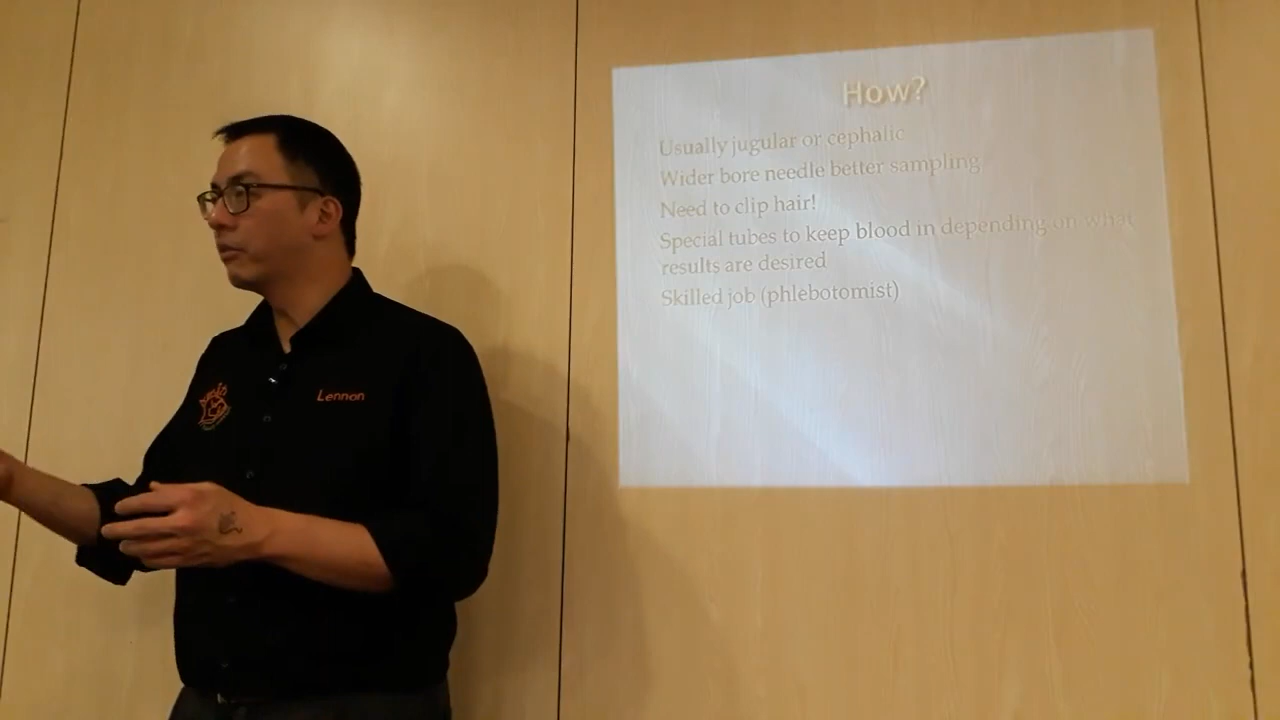 How?
Usually jugular or cephalic
Wider bore needle better sampling
Need to clip hair!
Special tubes to keep blood in depending on what
results are desired
Skilled job (phlebotomist)
Lennon